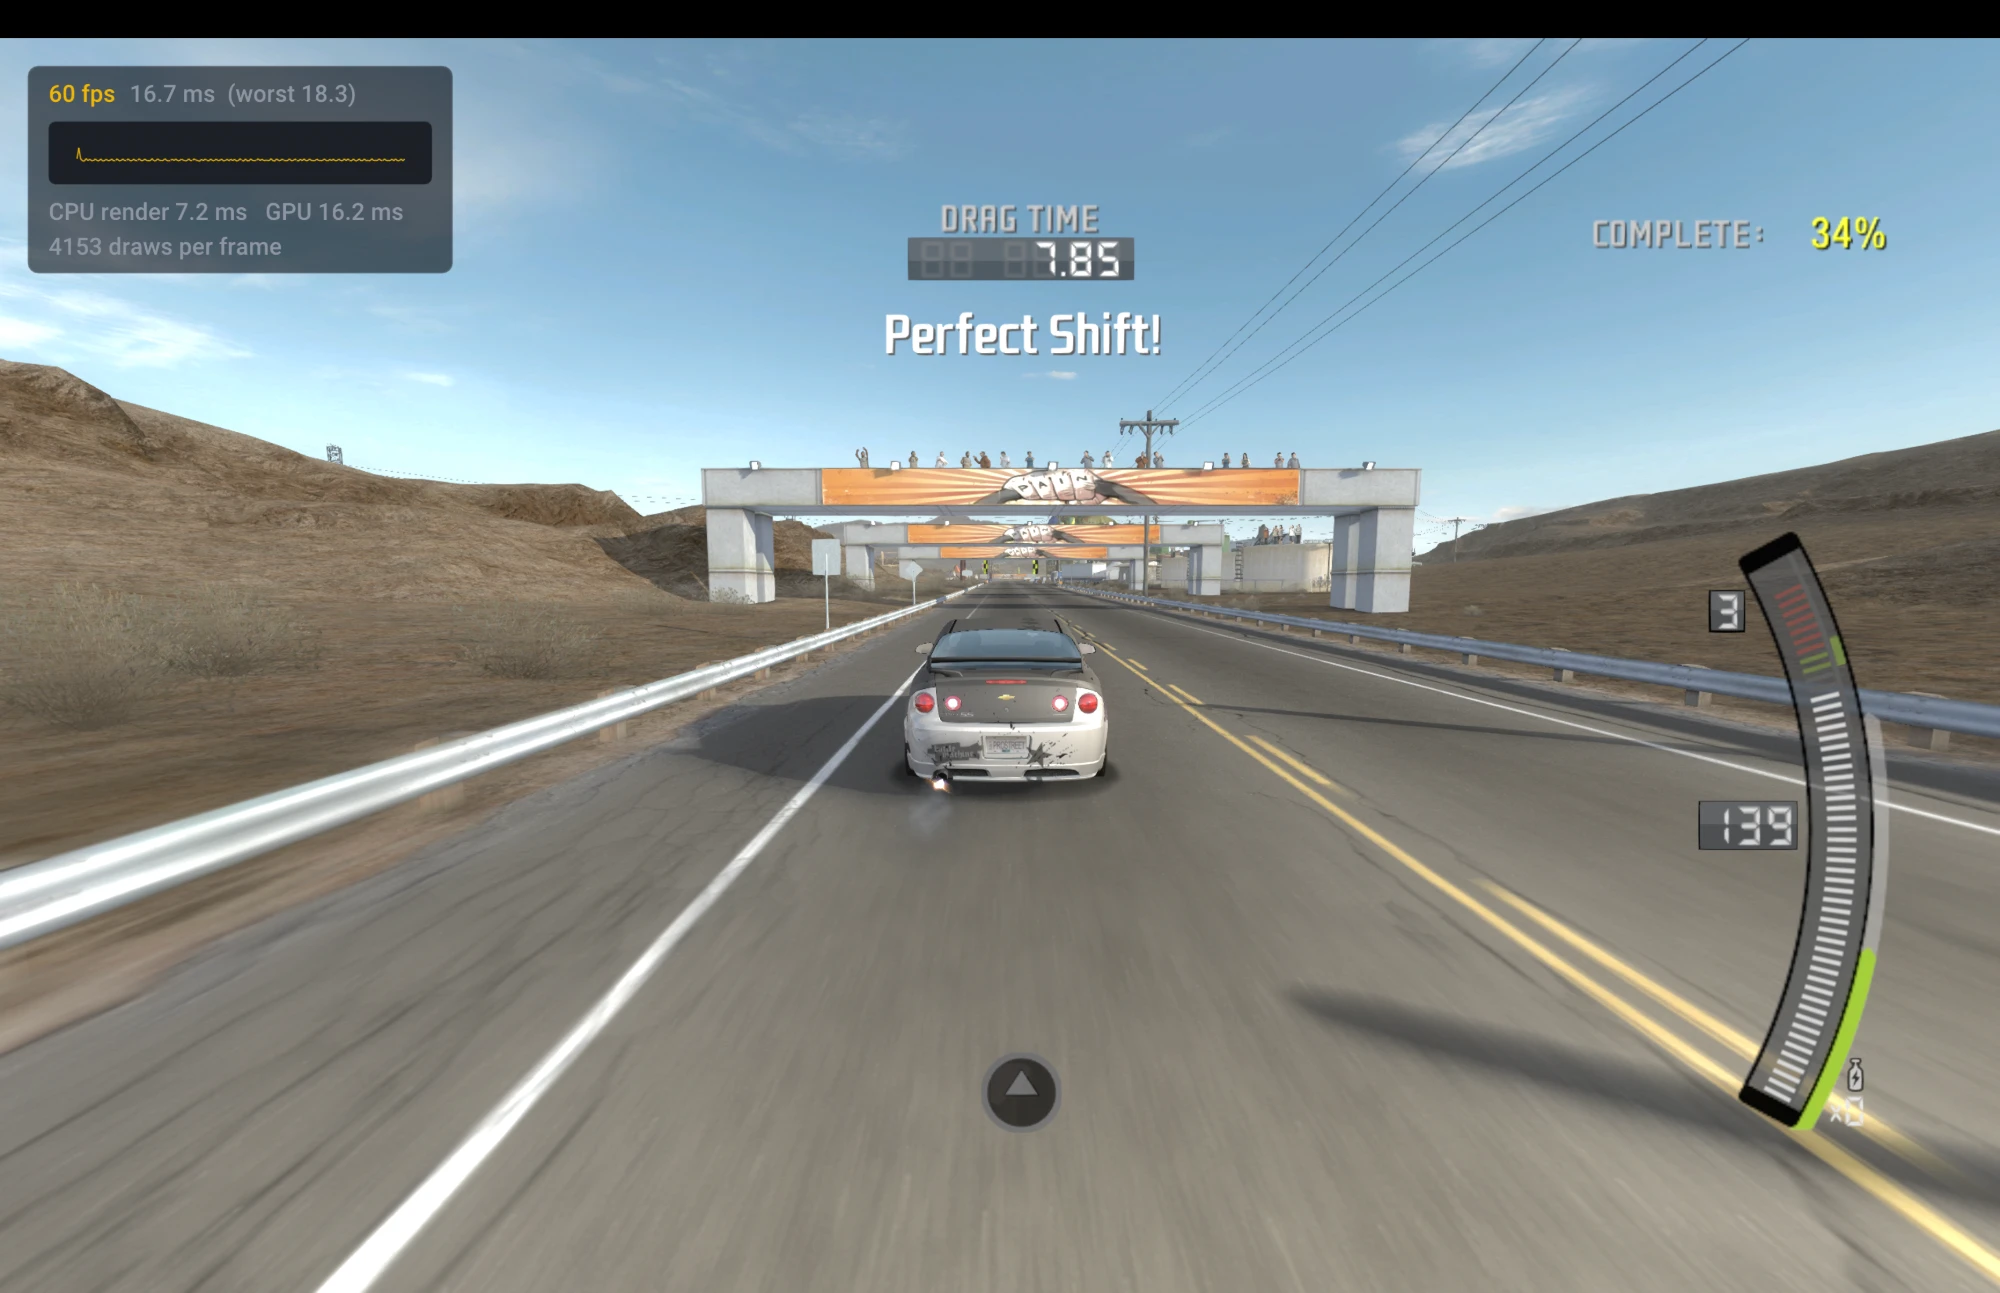 60 fps 16.7 ms (worst 18.3)
CPU render 7.2 ms GPU 16.2 ms
4153 draws per frame
DRAG TIME
7.85
COMPLETE: 34%
Perfect Shift!
3
139
x0